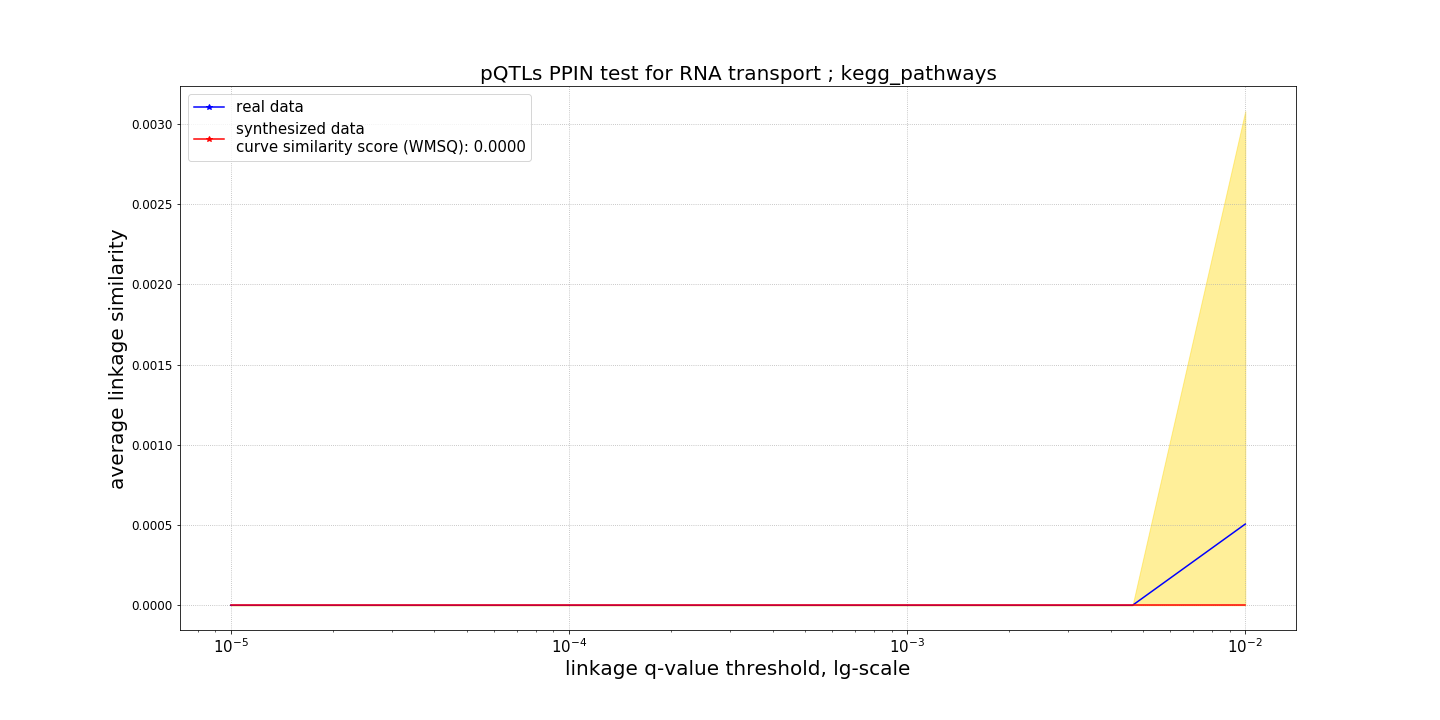 pQTLs PPIN test for RNA transport ; kegg_pathways
real data
synthesized data
curve similarity score (WMSQ): 0.0000
average linkage similarity
0.0030
0.0025
0.0020
0.0015
0.0010
0.0005
0.0000
10⁻⁵
10⁻⁴
10⁻³
10⁻²
linkage q-value threshold, lg-scale